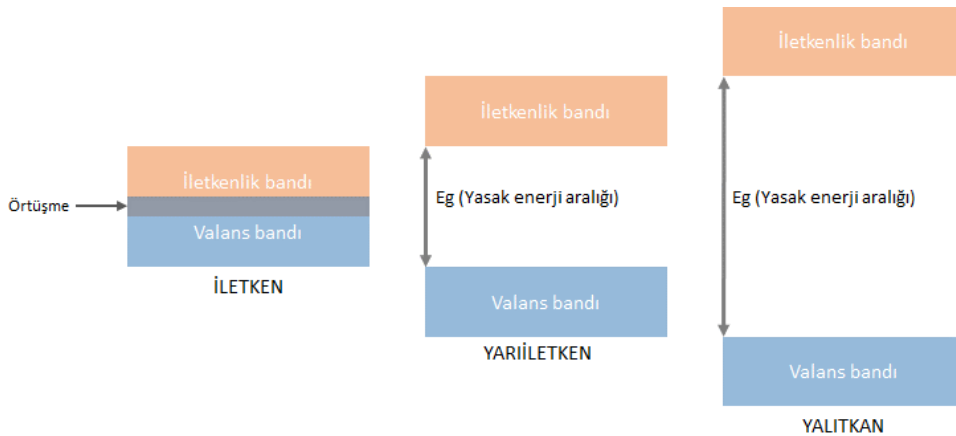 İletkenlik bandı
Örtüşme
Valans bandı
İLETKEN
İletkenlik bandı
Eg (Yasak enerji aralığı)
Valans bandı
YARIİLETKEN
İletkenlik bandı
Eg (Yasak enerji aralığı)
Valans bandı
YALITKAN